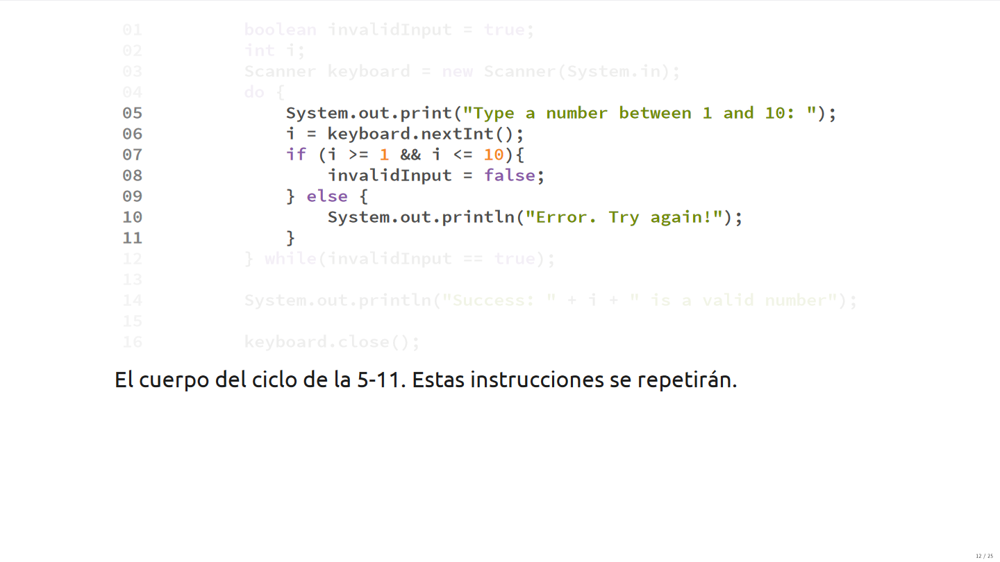 01 boolean invalidInput = true;
02 int i;
03 Scanner keyboard = new Scanner(System.in);
04 do {
05 System.out.print("Type a number between 1 and 10: ");
06 i = keyboard.nextInt();
07 if (i >= 1 && i <= 10){
08 invalidInput = false;
09 } else {
10 System.out.println("Error. Try again!");
11 }
12 } while(invalidInput == true);
13
14 System.out.println("Success: " + i + " is a valid number");
15
16 keyboard.close();
El cuerpo del ciclo de la 5-11. Estas instrucciones se repetirán.
12 / 25